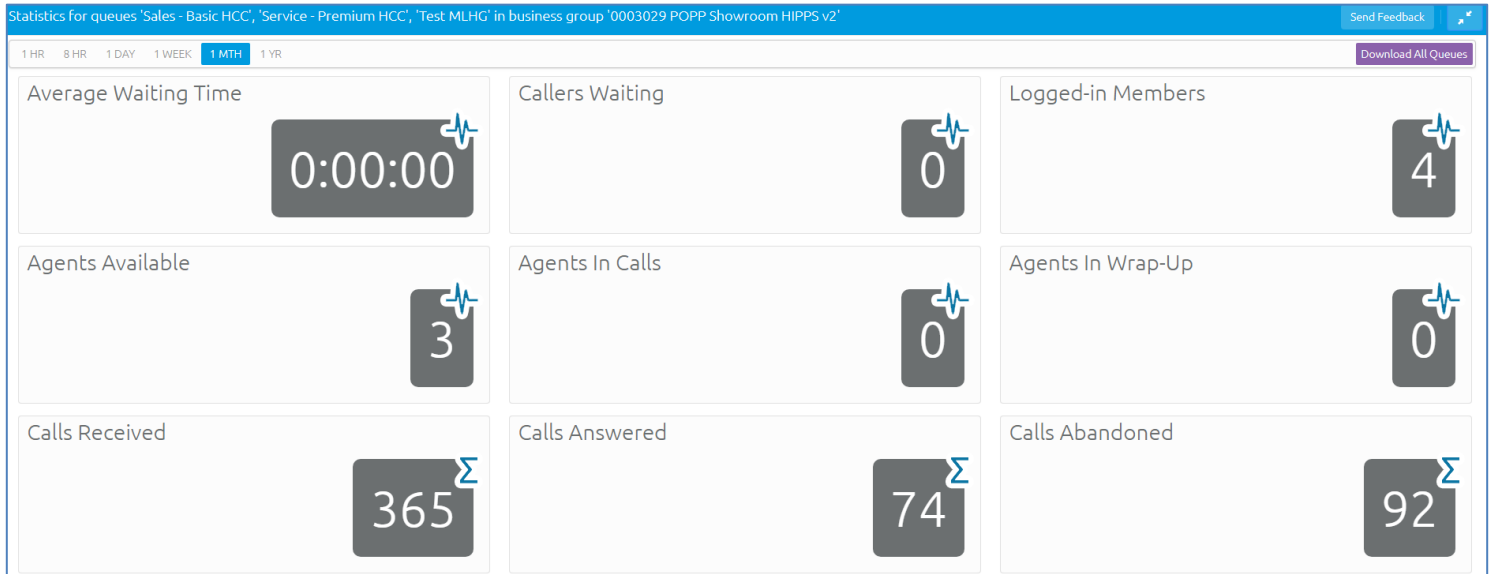 Statistics for queues 'Sales - Basic HCC', 'Service - Premium HCC', 'Test MLHG' in business group '0003029 POPP Showroom HIPPS v2'
Send Feedback
1 HR 8 HR 1 DAY 1 WEEK 1 MTH 1 YR
Download All Queues
Average Waiting Time
0:00:00
Callers Waiting
0
Logged-in Members
4
Agents Available
3
Agents In Calls
0
Agents In Wrap-Up
0
Calls Received
Σ
365
Calls Answered
Σ
74
Calls Abandoned
Σ
92